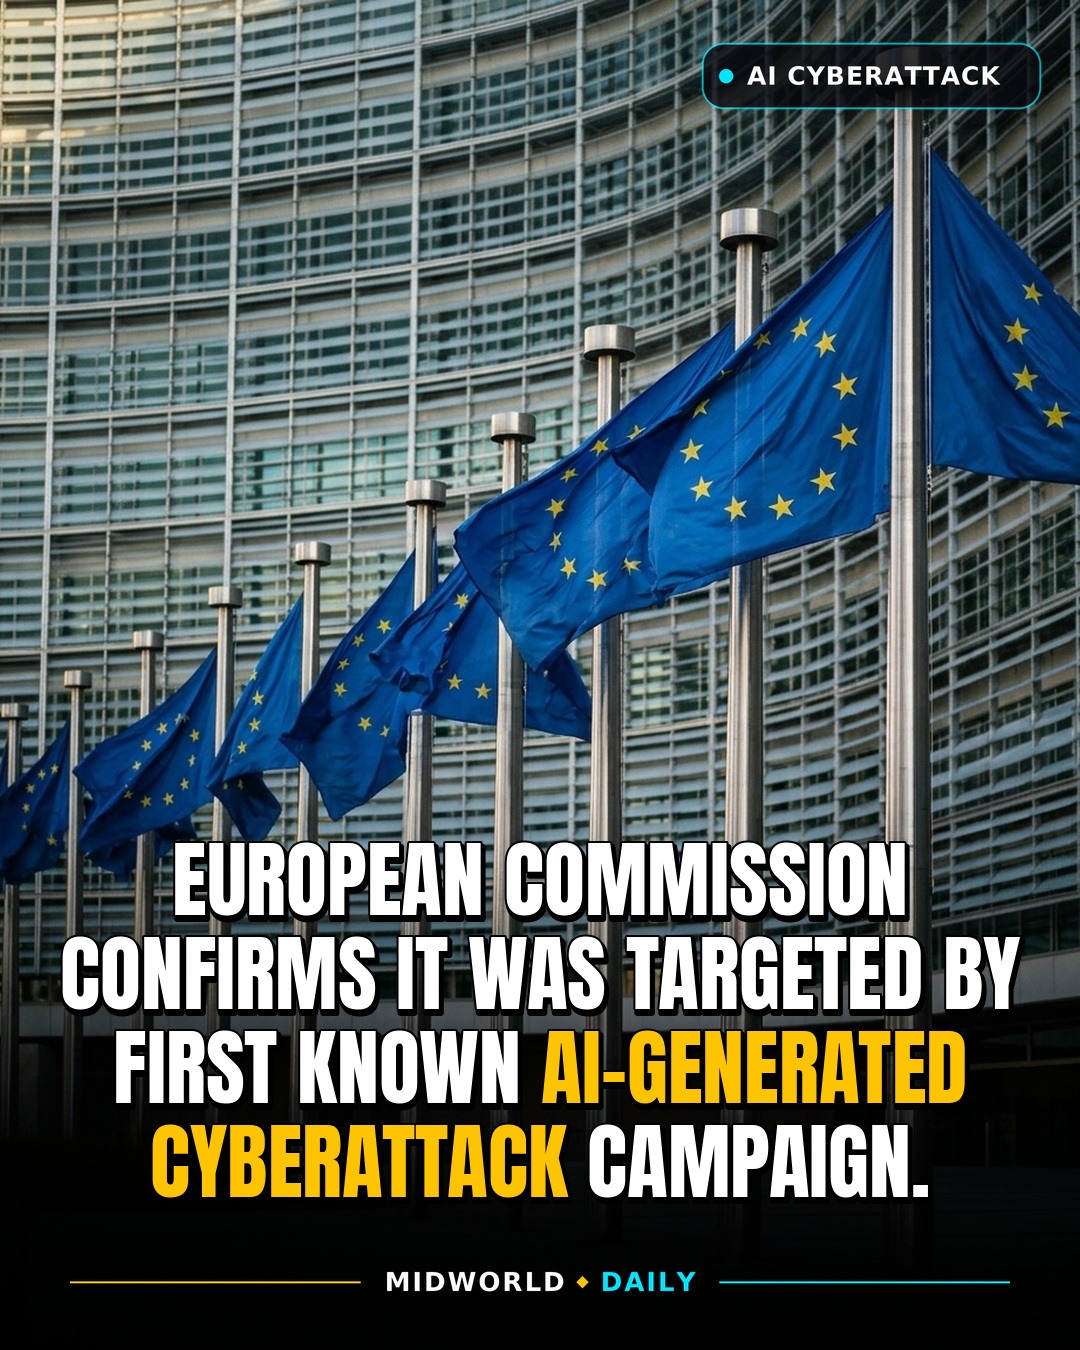 AI CYBERATTACK
EUROPEAN COMMISSION
CONFIRMS IT WAS TARGETED BY
FIRST KNOWN AI-GENERATED
CYBERATTACK CAMPAIGN.
MIDWORLD DAILY